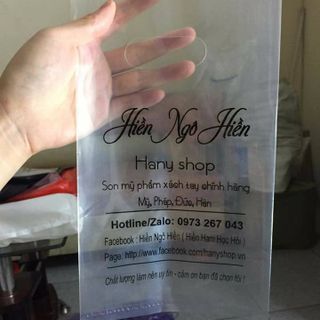 Hiền Ngô Hiền
Hany shop
Son mỹ phẩm xách tay chính hãng
Mỹ, Pháp, Đức, Hàn
Hotline/Zalo: 0973 267 043
Facebook : Hiền Ngô Hiền ( Hiền Ham Học Hỏi )
Page: http://www.facebook.com/hanyshop.vn
Chất lượng làm nên uy tín - cảm ơn bạn đã chọn tôi !